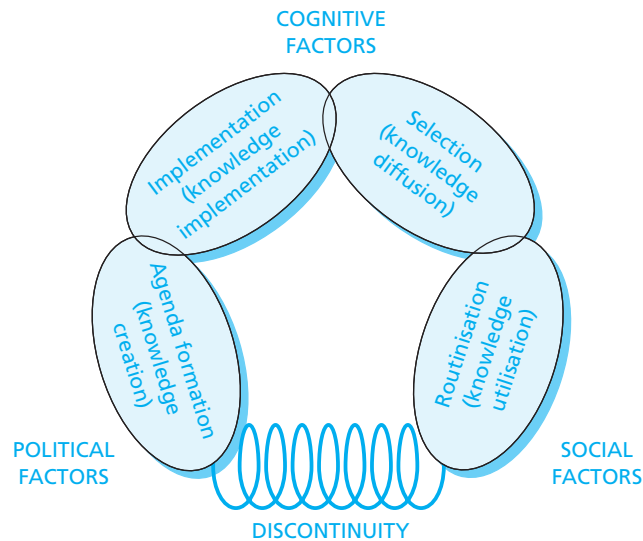 COGNITIVE
FACTORS
Implementation
(knowledge
implementation)
Selection
(knowledge
diffusion)
Agenda formation
(knowledge
creation)
Routinisation
(knowledge
utilisation)
POLITICAL
FACTORS
SOCIAL
FACTORS
DISCONTINUITY